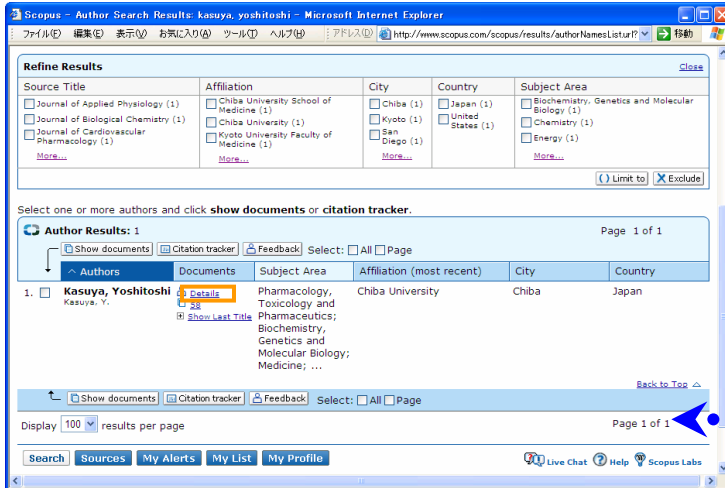 Scopus - Author Search Results: kasuya, yoshitoshi - Microsoft Internet Explorer
ファイル(F) 編集(E) 表示(V) お気に入り(A) ツール(T) ヘルプ(H) アドレス(D) http://www.scopus.com/scopus/results/authorNamesList.url? 移動
Refine Results Close
Source Title Affiliation City Country Subject Area
Journal of Applied Physiology (1)
Journal of Biological Chemistry (1)
Journal of Cardiovascular
Pharmacology (1)
More...
Chiba University School of
Medicine (1)
Chiba University (1)
Kyoto University Faculty of
Medicine (1)
More...
Chiba (1)
Kyoto (1)
San
Diego (1)
More...
Japan (1)
United
States (1)
Biochemistry, Genetics and Molecular
Biology (1)
Chemistry (1)
Energy (1)
More...
Limit to Exclude
Select one or more authors and click show documents or citation tracker.
Author Results: 1 Page 1 of 1
Show documents Citation tracker Feedback Select: All Page
Authors Documents Subject Area Affiliation (most recent) City Country
1. Kasuya, Yoshitoshi
Kasuya, Y.
Details
58
Show Last Title
Pharmacology,
Toxicology and
Pharmaceutics;
Biochemistry,
Genetics and
Molecular Biology;
Medicine; ...
Chiba University
Chiba
Japan
Back to Top
Show documents Citation tracker Feedback Select: All Page
Display 100 results per page Page 1 of 1
Search Sources My Alerts My List My Profile Live Chat Help Scopus Labs